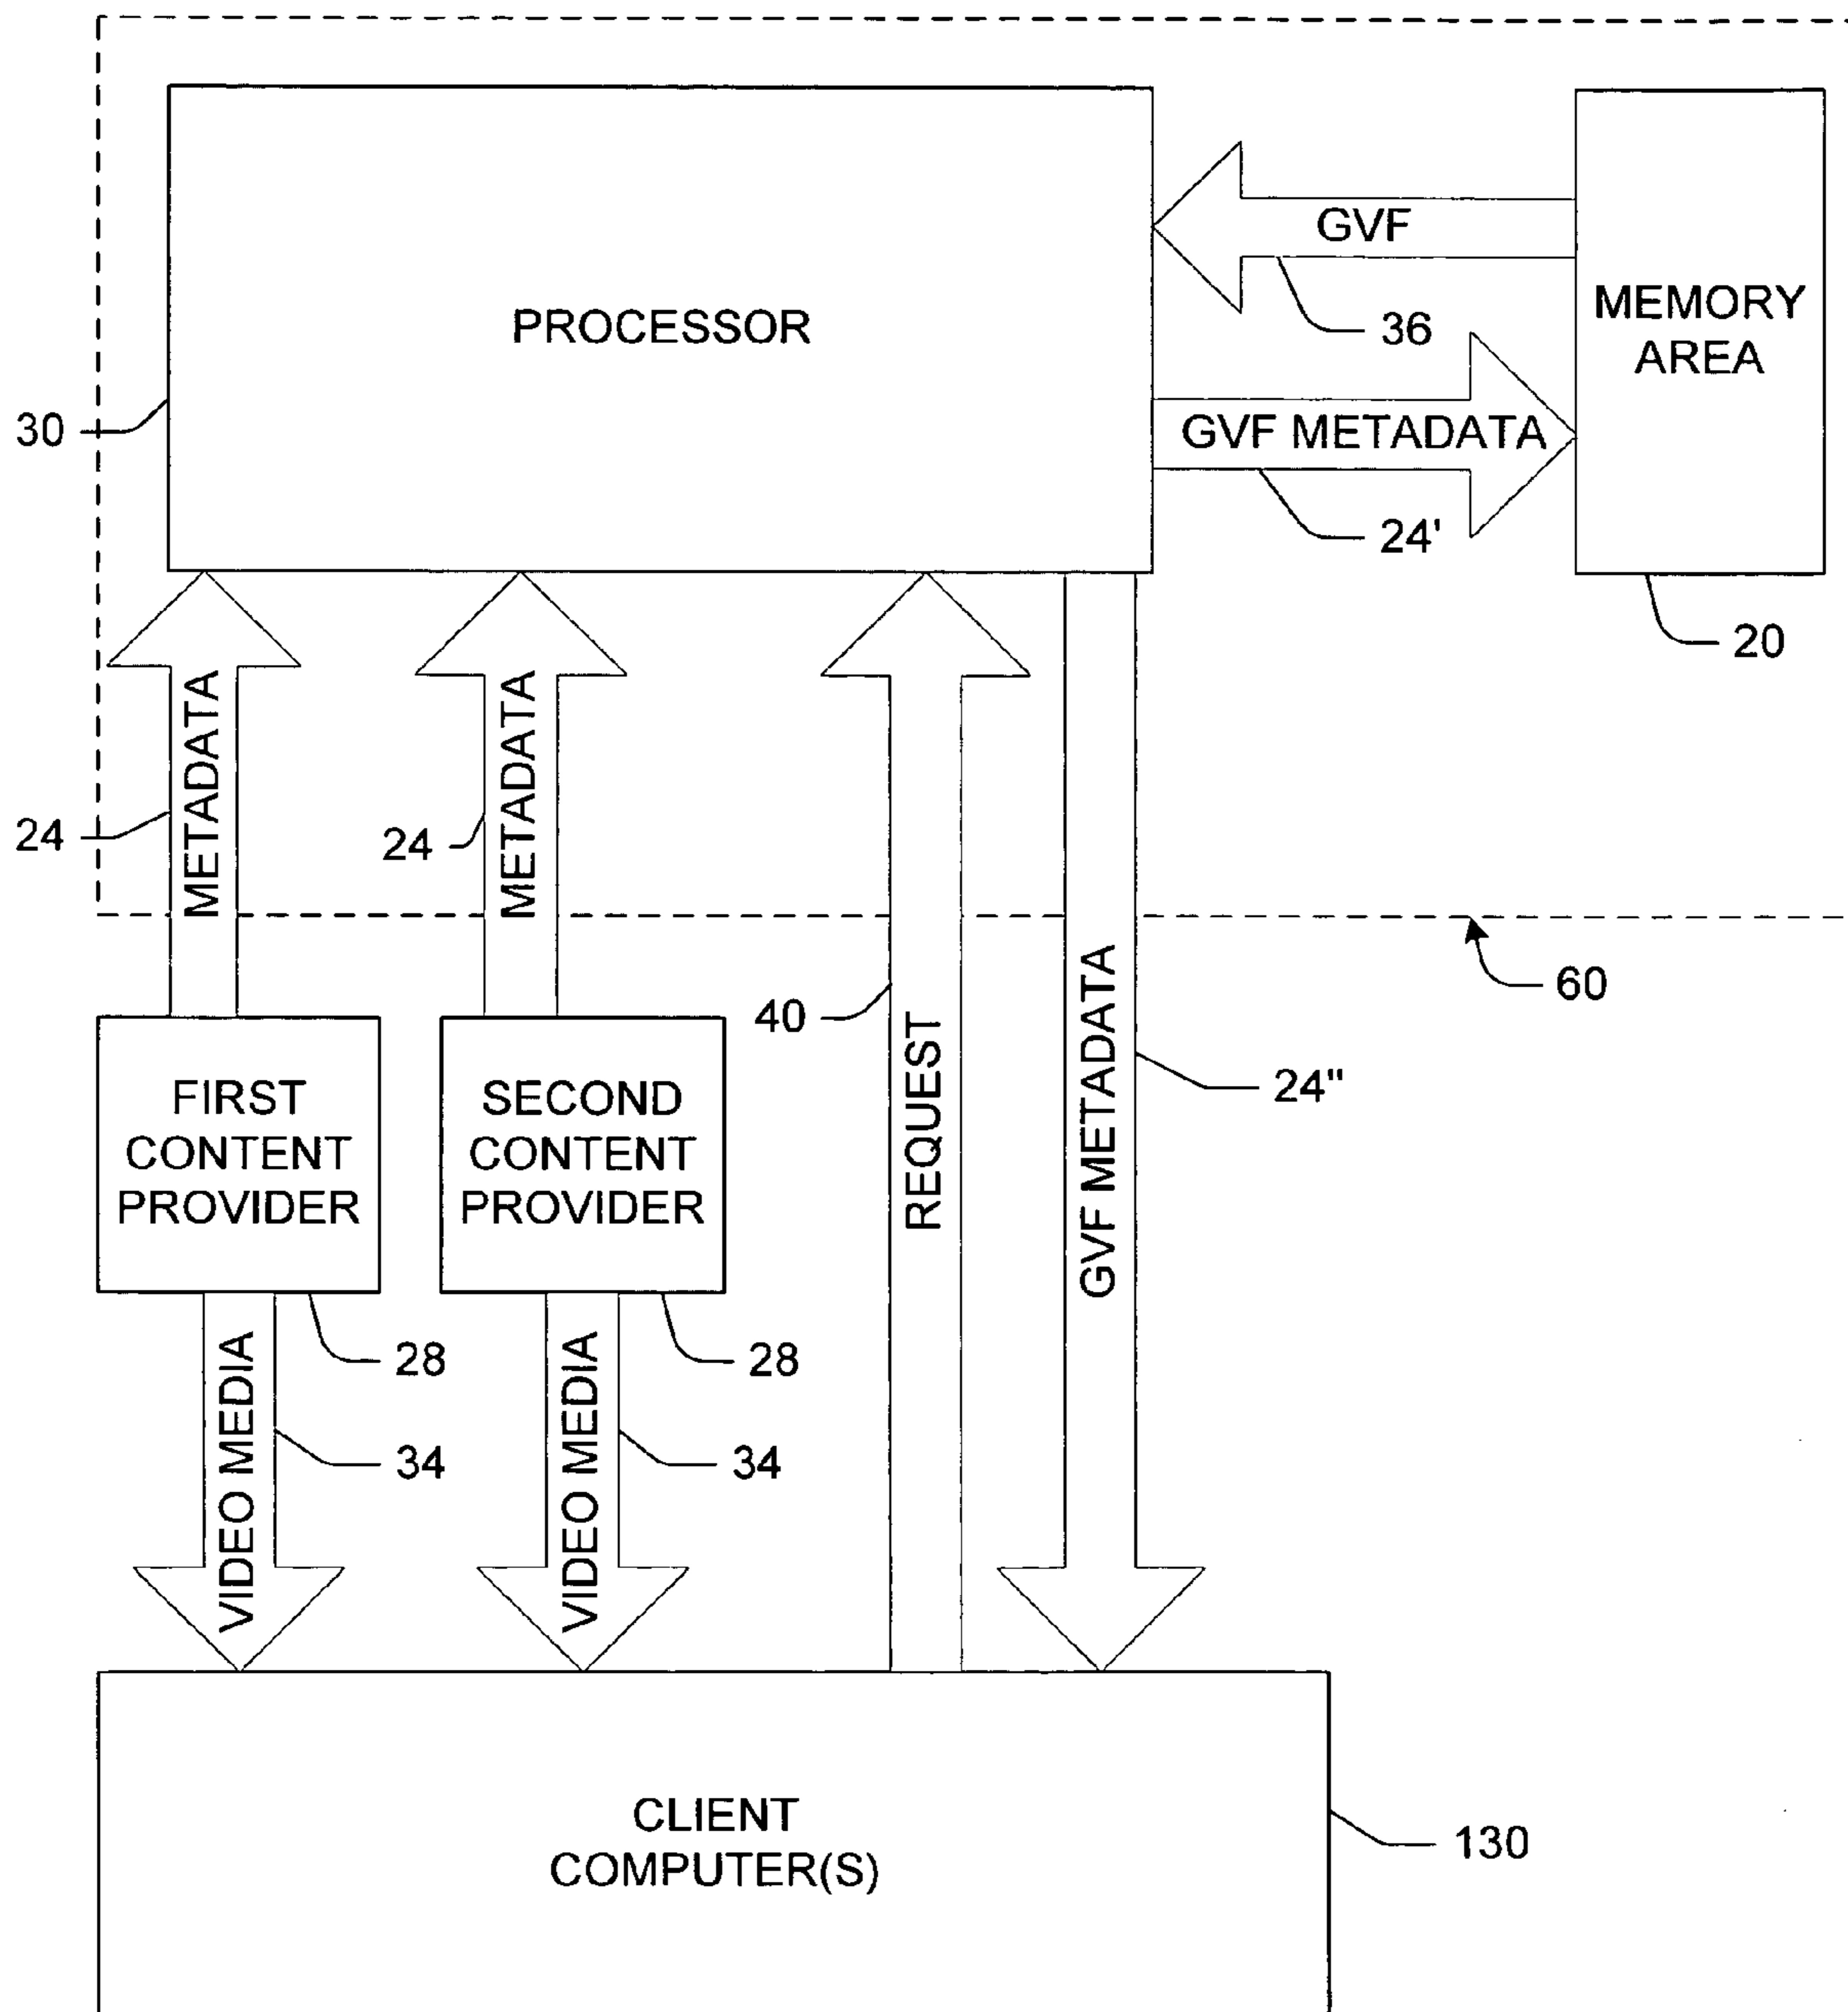 PROCESSOR
GVF
36
MEMORY
AREA
30
GVF METADATA
24'
20
METADATA
24
METADATA
24
60
40
REQUEST
GVF METADATA
24"
FIRST
CONTENT
PROVIDER
SECOND
CONTENT
PROVIDER
28
28
VIDEO MEDIA
34
VIDEO MEDIA
34
CLIENT
COMPUTER(S)
130